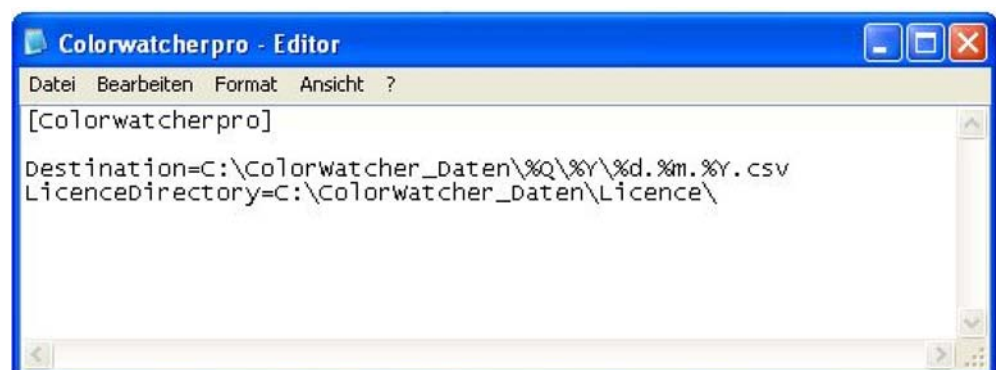 Colorwatcherpro - Editor
Datei Bearbeiten Format Ansicht ?
[Colorwatcherpro]
Destination=C:\ColorWatcher_Daten\%Q\%Y\%d.%m.%Y.csv
LicenceDirectory=C:\ColorWatcher_Daten\Licence\